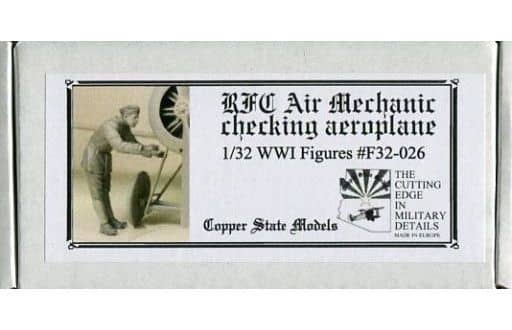 RFC Air Mechanic
checking aeroplane
1/32 WWI Figures #F32-026
THE
CUTTING
EDGE
IN
MILITARY
DETAILS
MADE IN EUROPE
Copper State Models